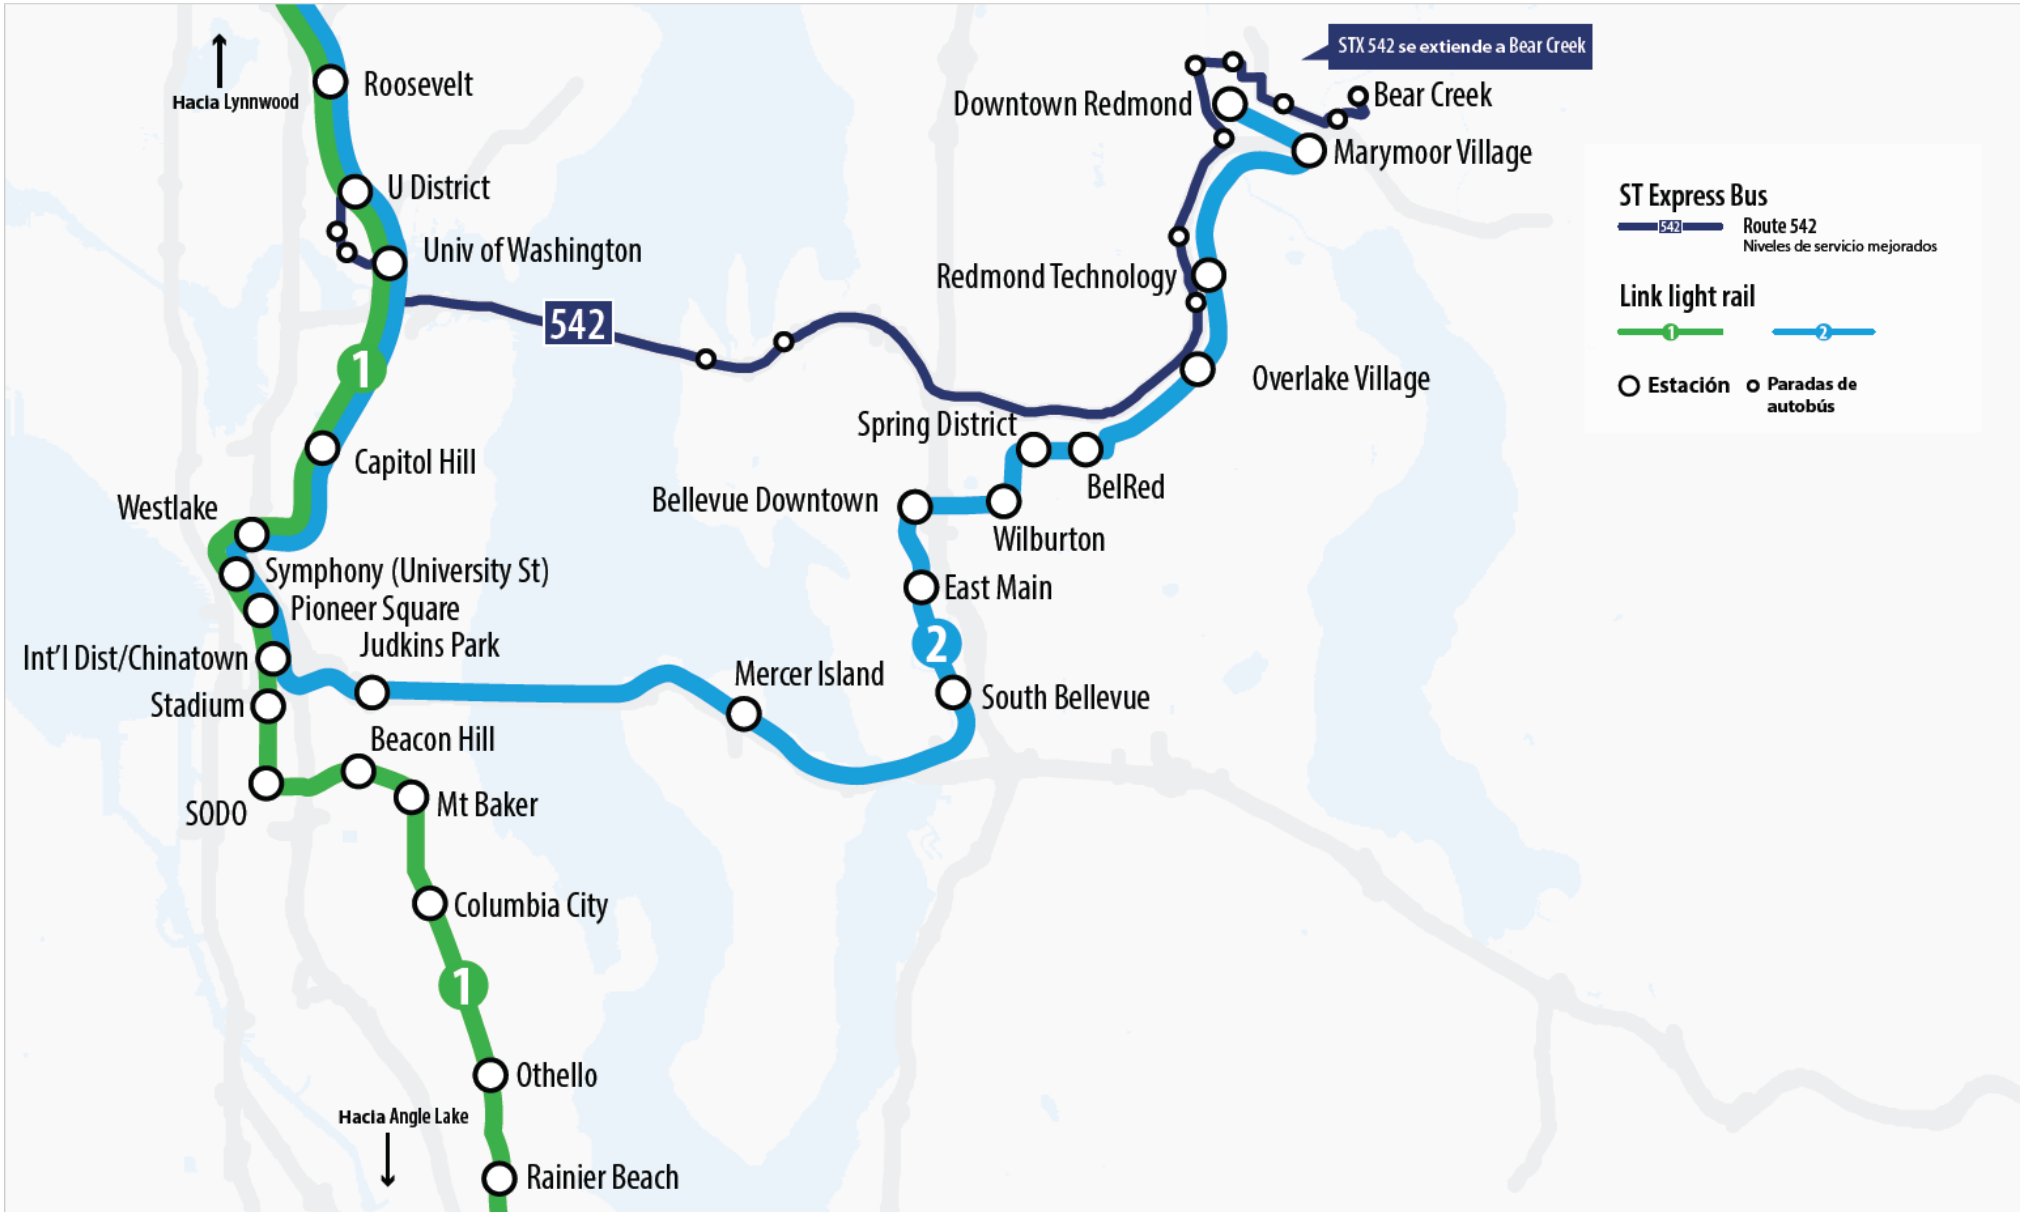 STX 542 se extiende a Bear Creek
Roosevelt
Hacia Lynnwood
Downtown Redmond
Bear Creek
Marymoor Village
U District
Univ of Washington
Redmond Technology
542
1
Overlake Village
Spring District
Capitol Hill
BelRed
Westlake
Bellevue Downtown
Wilburton
Symphony (University St)
East Main
Pioneer Square
Judkins Park
2
Int'l Dist/Chinatown
Mercer Island
South Bellevue
Stadium
Beacon Hill
SODO
Mt Baker
Columbia City
1
Othello
Hacia Angle Lake
Rainier Beach
ST Express Bus
542
Route 542
Niveles de servicio mejorados
Link light rail
1
2
Estación
Paradas de
autobús